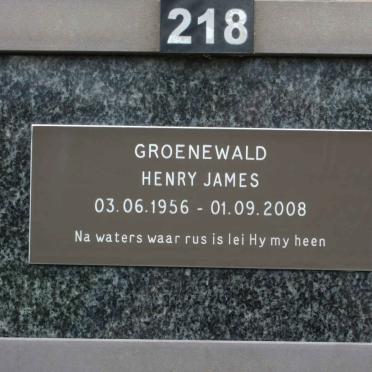 218
GROENEWALD
HENRY JAMES
03.06.1956 - 01.09.2008
Na waters waar rus is lei Hy my heen